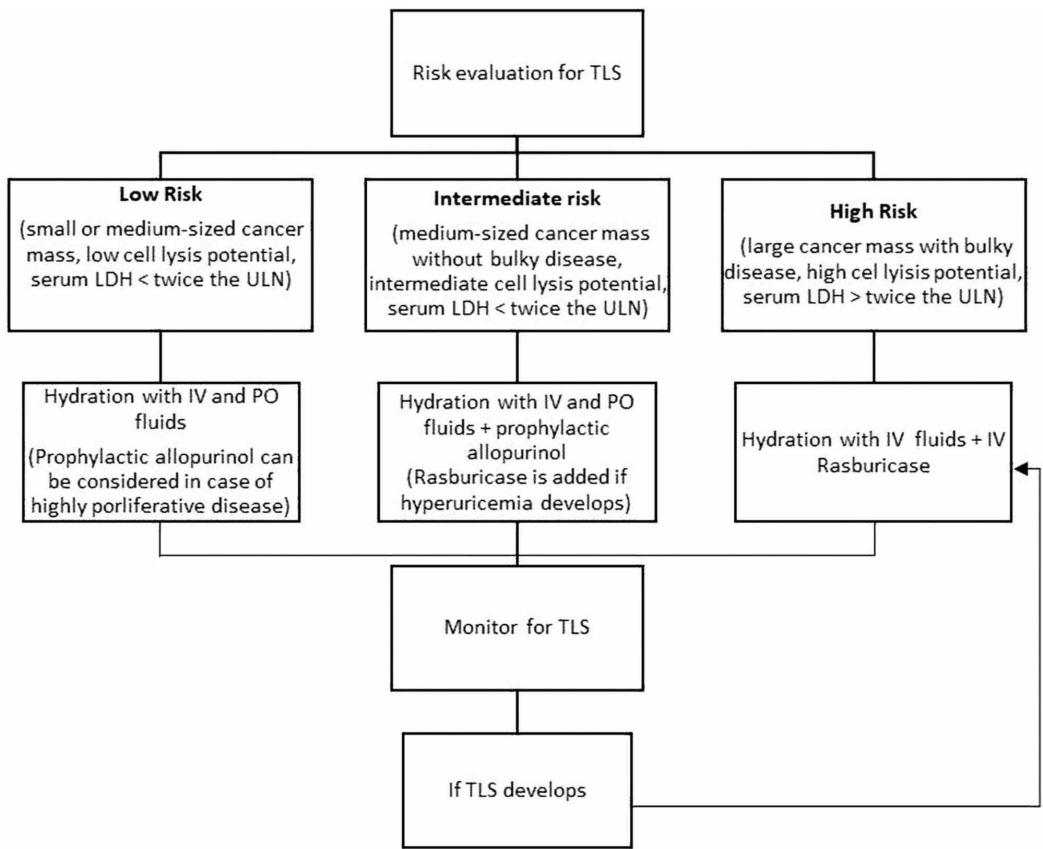 Risk evaluation for TLS
Low Risk
(small or medium-sized cancer
mass, low cell lysis potential,
serum LDH < twice the ULN)
Intermediate risk
(medium-sized cancer mass
without bulky disease,
intermediate cell lysis potential,
serum LDH < twice the ULN)
High Risk
(large cancer mass with bulky
disease, high cel lyisis potential,
serum LDH > twice the ULN)
Hydration with IV and PO
fluids
(Prophylactic allopurinol can
be considered in case of
highly porliferative disease)
Hydration with IV and PO
fluids + prophylactic
allopurinol
(Rasburicase is added if
hyperuricemia develops)
Hydration with IV fluids + IV
Rasburicase
Monitor for TLS
If TLS develops